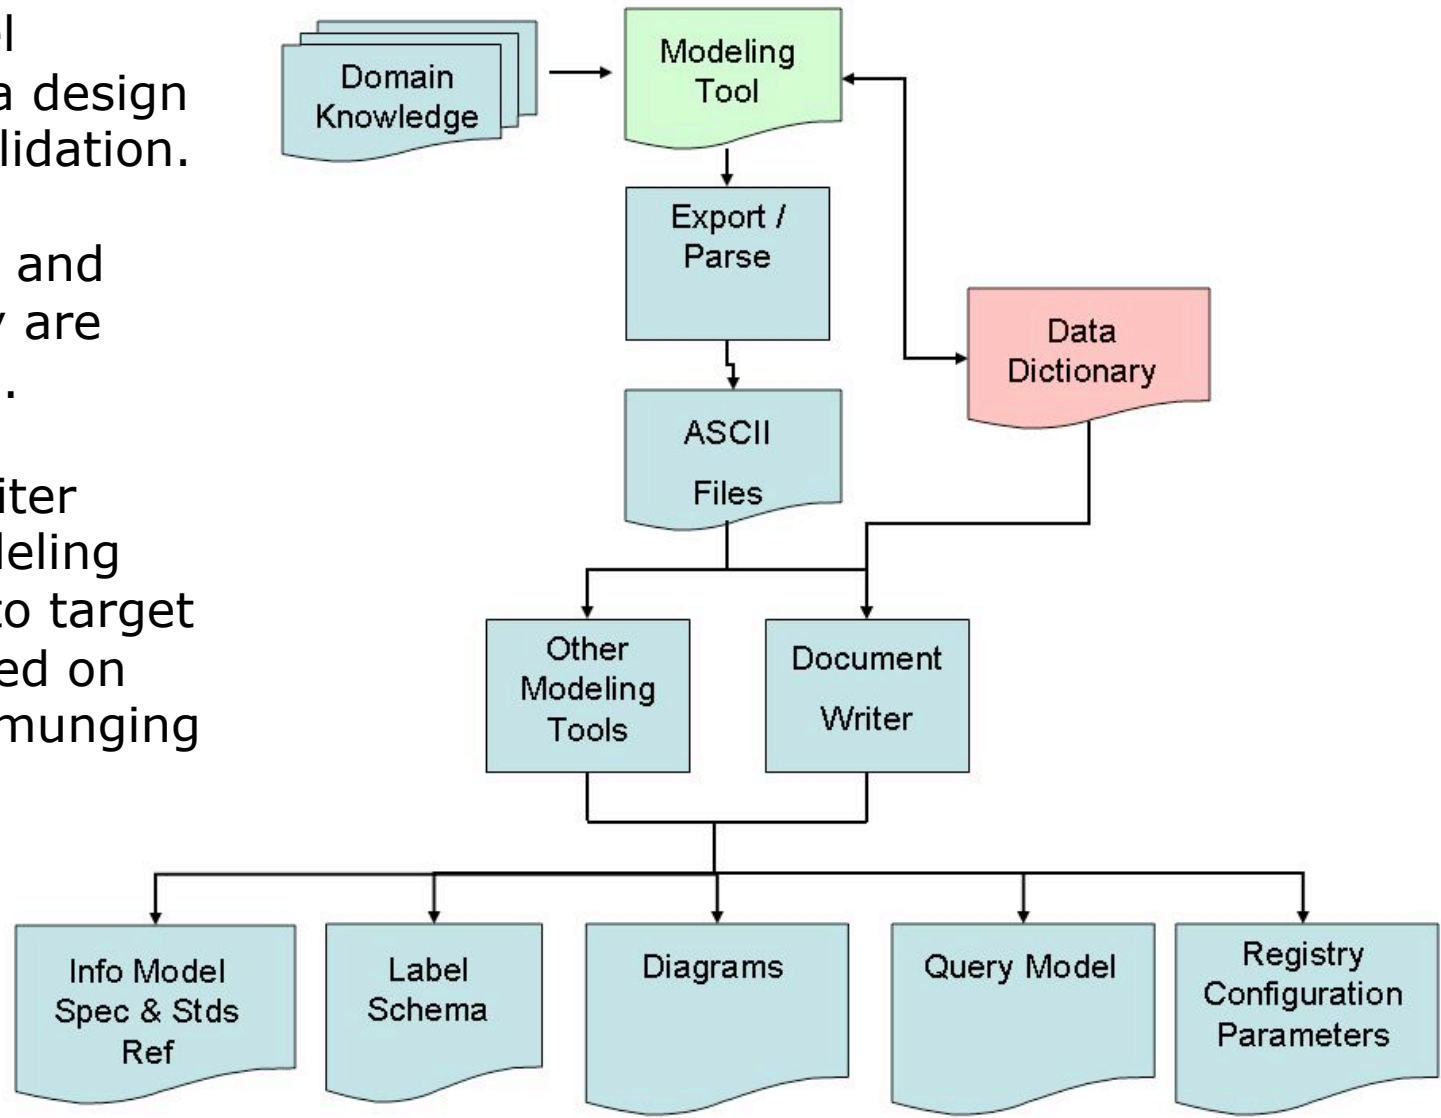 el
a design
lidation.
and
y are
.
iter
deling
to target
ed on
munging
Domain
Knowledge
Modeling
Tool
Export /
Parse
Data
Dictionary
ASCII
Files
Other
Modeling
Tools
Document
Writer
Info Model
Spec & Stds
Ref
Label
Schema
Diagrams
Query Model
Registry
Configuration
Parameters